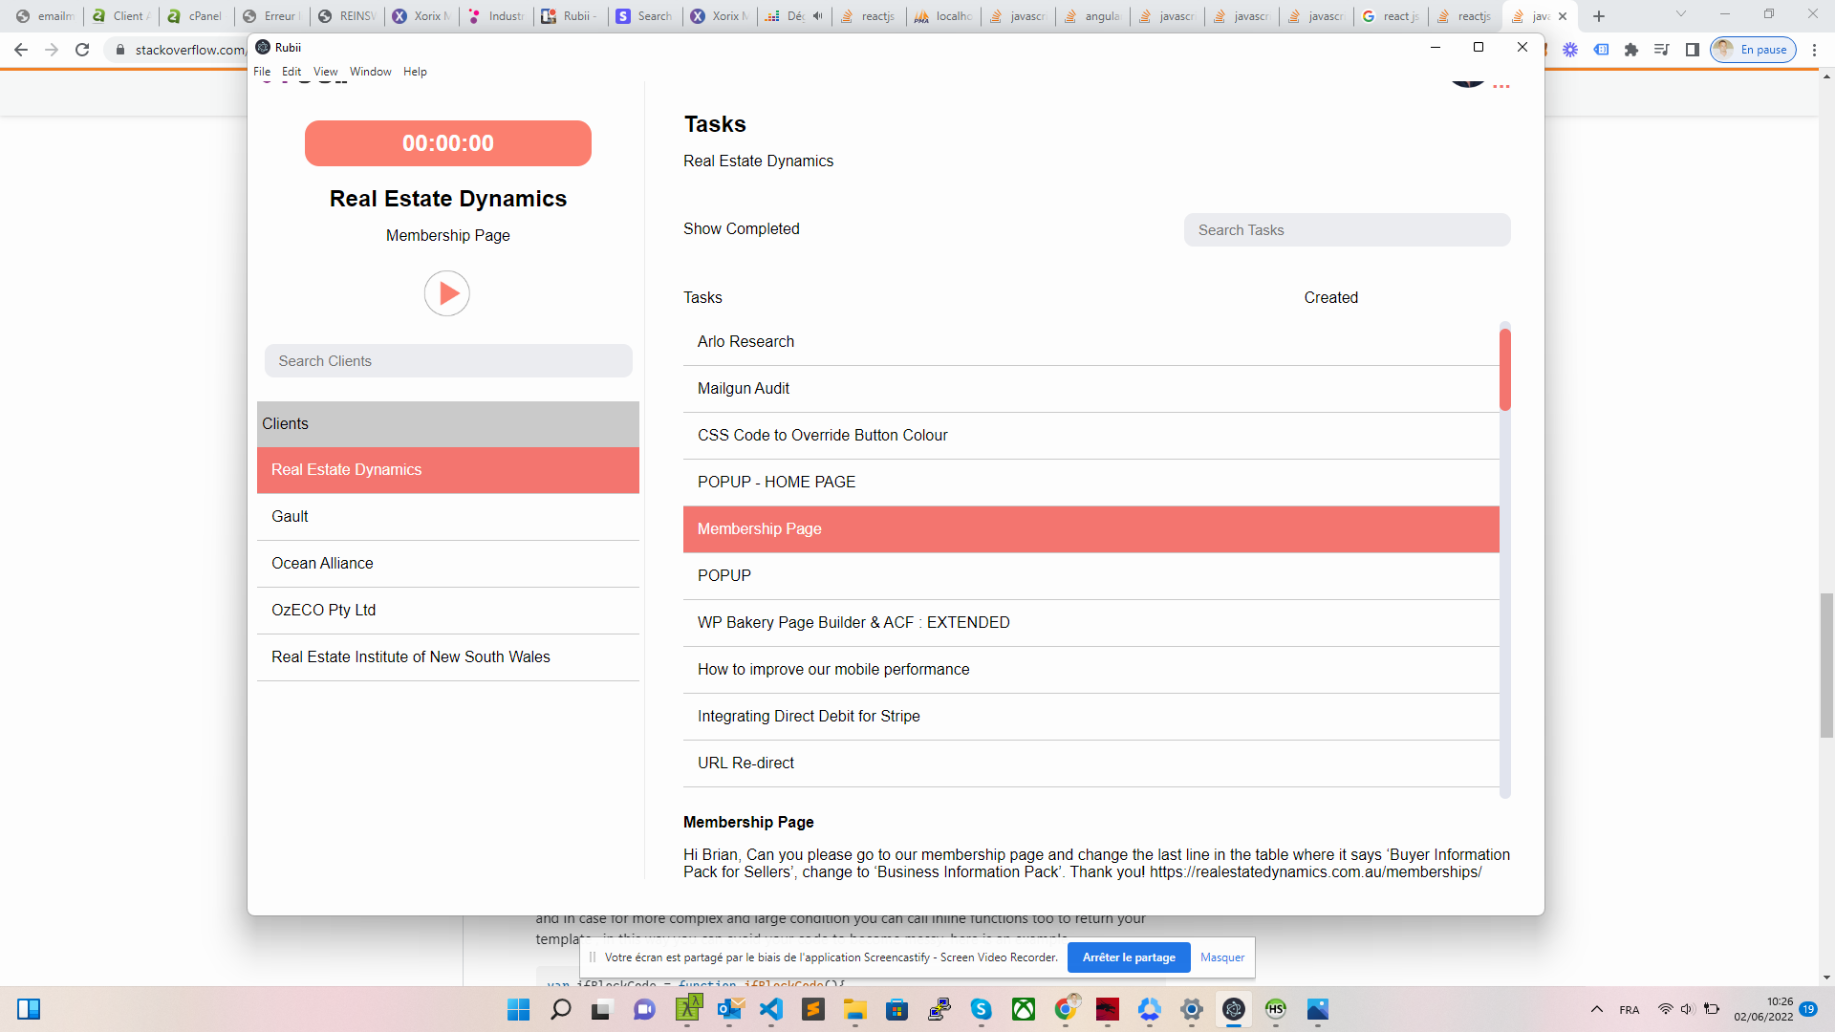 emailm
Client A
cPanel
Erreur
REINSW
Xorix M
Industr
Rubii -
Search
Xorix M
Déc
reactjs
localho
javascr
angula
javascr
javascr
javascr
react js
reactjs
java
stackoverflow.com/
En pause
Rubii
File Edit View Window Help
00:00:00
Real Estate Dynamics
Membership Page
Search Clients
Clients
Real Estate Dynamics
Gault
Ocean Alliance
OzECO Pty Ltd
Real Estate Institute of New South Wales
Tasks
Real Estate Dynamics
Show Completed
Search Tasks
Tasks
Created
Arlo Research
Mailgun Audit
CSS Code to Override Button Colour
POPUP - HOME PAGE
Membership Page
POPUP
WP Bakery Page Builder & ACF : EXTENDED
How to improve our mobile performance
Integrating Direct Debit for Stripe
URL Re-direct
Membership Page
Hi Brian, Can you please go to our membership page and change the last line in the table where it says ‘Buyer Information
Pack for Sellers’, change to ‘Business Information Pack’. Thank you! https://realestatedynamics.com.au/memberships/
and in case for more complex and large condition you can call inline functions too to return your
template
Votre écran est partagé par le biais de l'application Screencastify - Screen Video Recorder.
Arrêter le partage
Masquer
var ifBlockCode = function ifBlockCode(){
FRA
10:26
02/06/2022
19